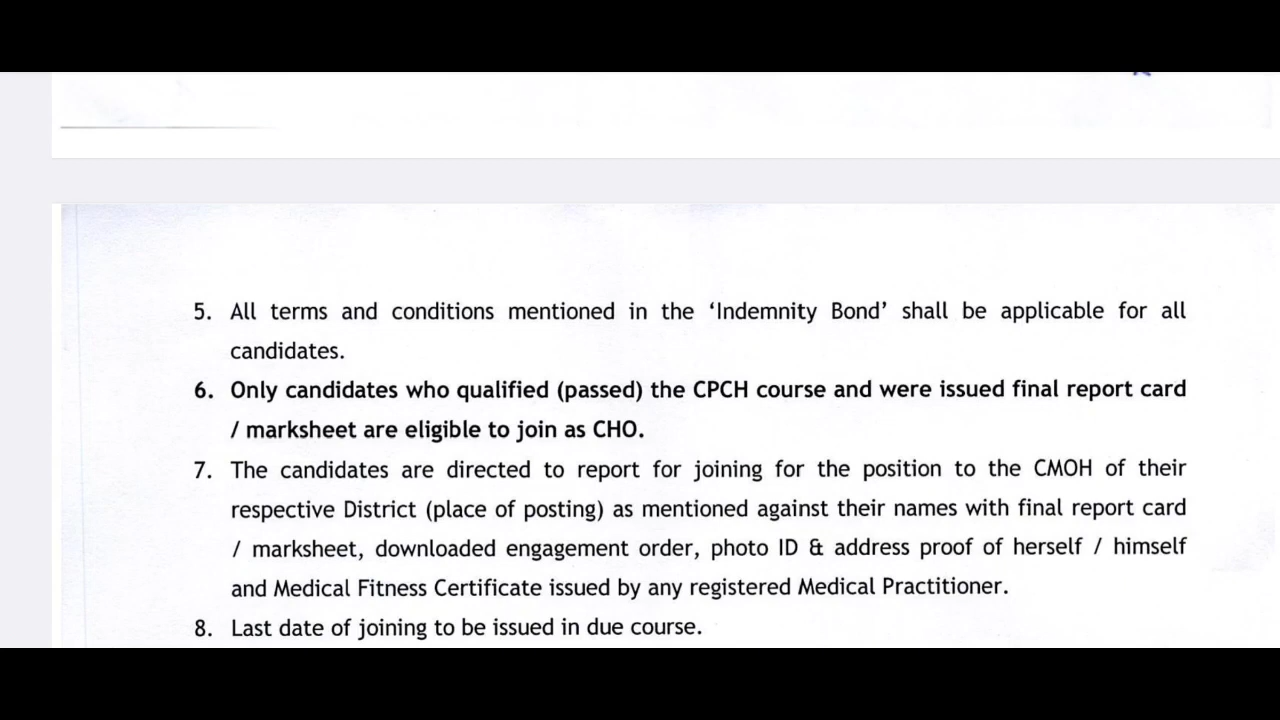 5. All terms and conditions mentioned in the ‘Indemnity Bond’ shall be applicable for all
candidates.
6. Only candidates who qualified (passed) the CPCH course and were issued final report card
/ marksheet are eligible to join as CHO.
7. The candidates are directed to report for joining for the position to the CMOH of their
respective District (place of posting) as mentioned against their names with final report card
/ marksheet, downloaded engagement order, photo ID & address proof of herself / himself
and Medical Fitness Certificate issued by any registered Medical Practitioner.
8. Last date of joining to be issued in due course.